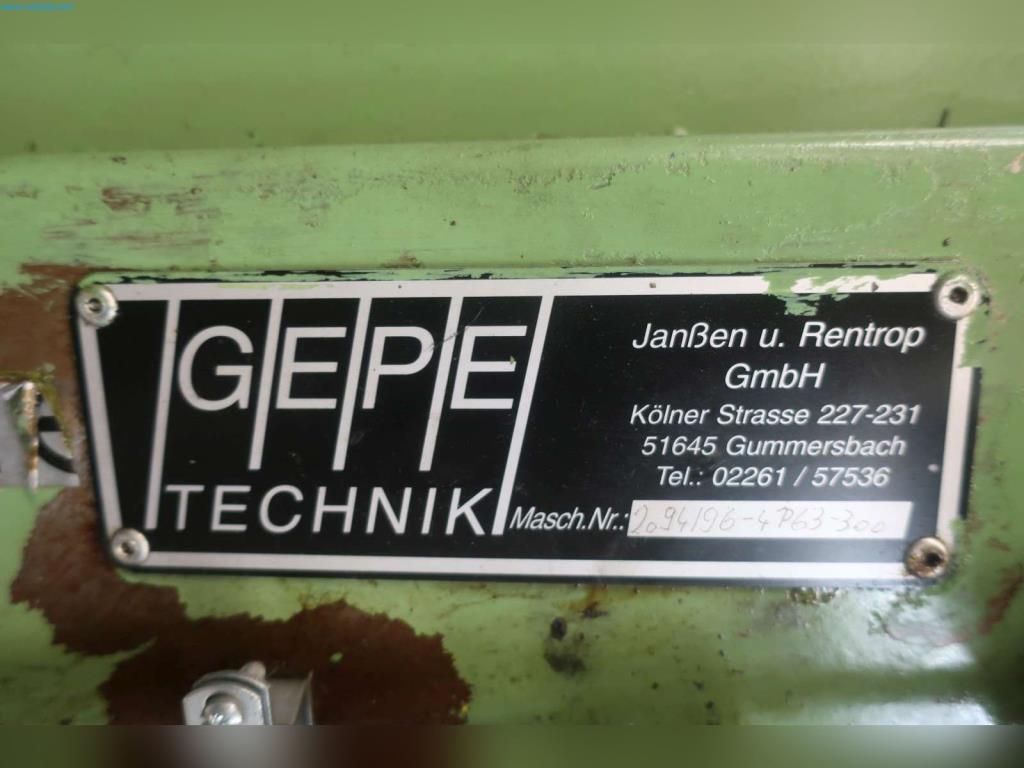 GEPE
TECHNIK
Janßen u. Rentrop
GmbH
Kölner Strasse 227-231
51645 Gummersbach
Tel.: 02261 / 57536
Masch.Nr.: 2094196-4P63-300